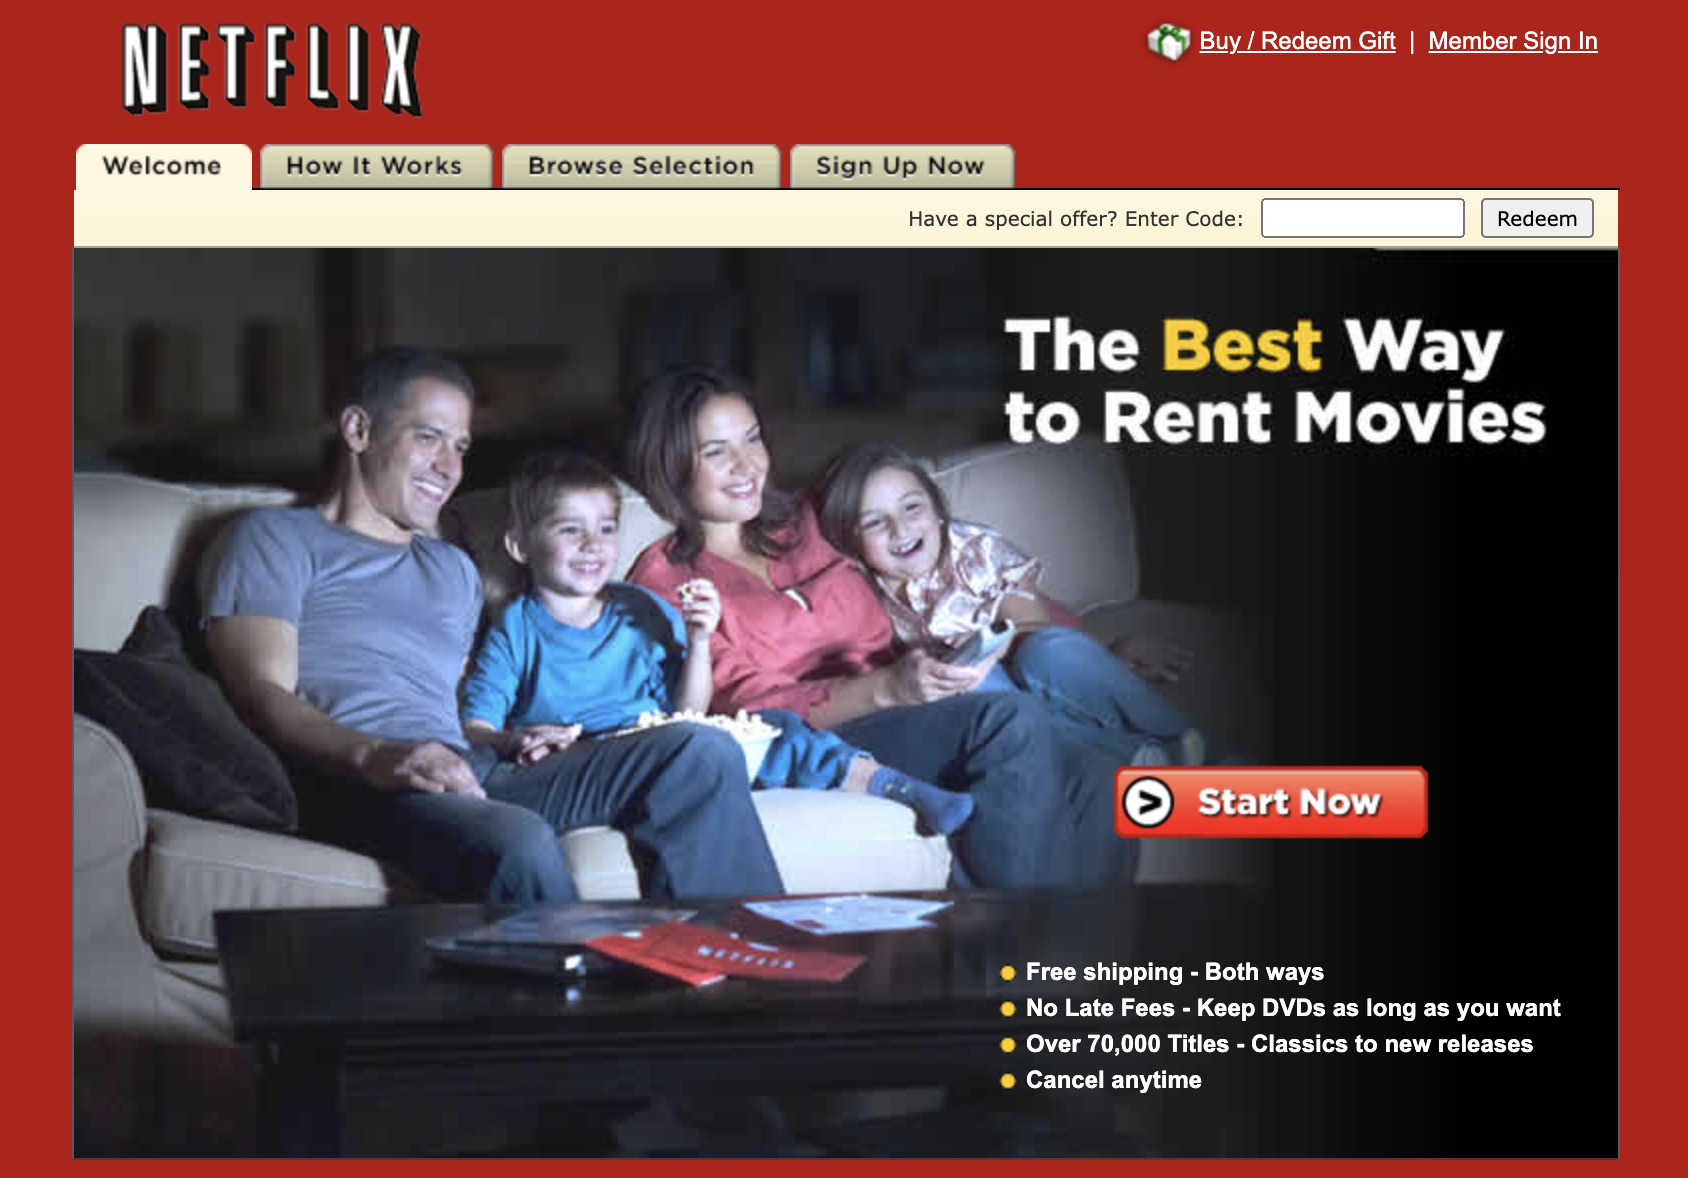 NETFLIX
Buy / Redeem Gift | Member Sign In
Welcome
How It Works
Browse Selection
Sign Up Now
Have a special offer? Enter Code:
Redeem
The Best Way
to Rent Movies
> Start Now
NETFLIX
Free shipping - Both ways
No Late Fees - Keep DVDs as long as you want
Over 70,000 Titles - Classics to new releases
Cancel anytime